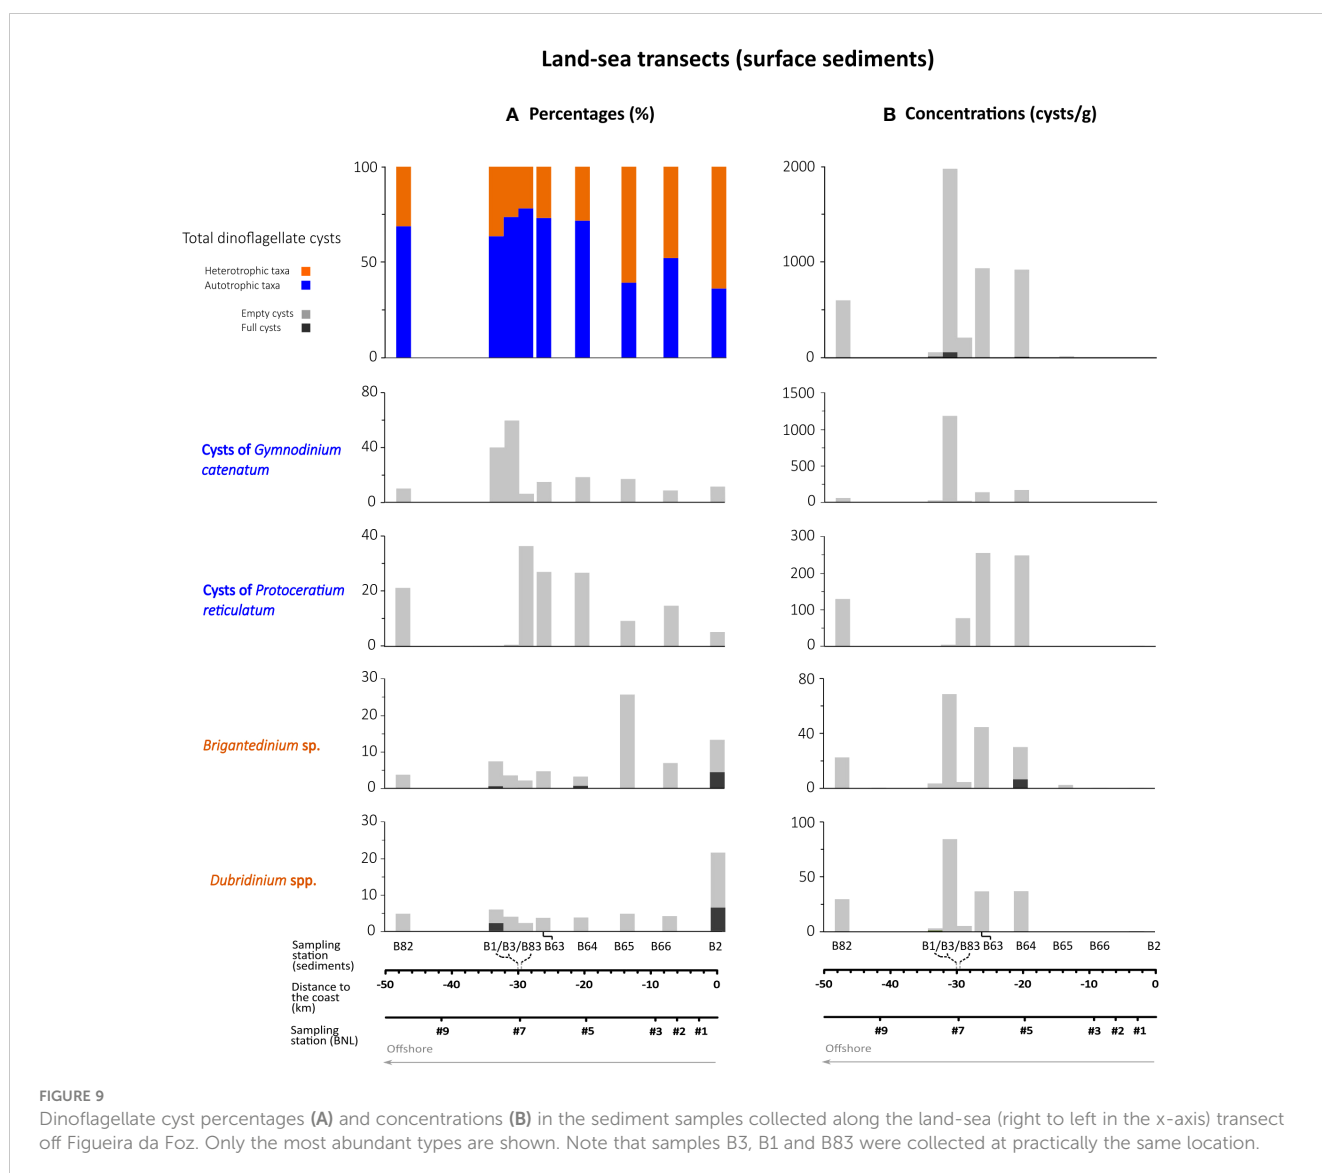 Land-sea transects (surface sediments)
A Percentages (%)
B Concentrations (cysts/g)
Total dinoflagellate cysts
Heterotrophic taxa
Autotrophic taxa
Empty cysts
Full cysts
100
50
0
2000
1000
0
Cysts of Gymnodinium
catenatum
80
40
0
1500
1000
500
0
Cysts of Protoceratium
reticulatum
40
20
0
300
200
100
0
Brigantedinium sp.
30
20
10
0
80
40
0
Dubridinium spp.
30
20
10
0
100
50
0
Sampling
station
(sediments)
B82 B1/B3/B83 B63 B64 B65 B66 B2
B82 B1/B3/B83 B63 B64 B65 B66 B2
Distance to
the coast
(km)
-50 -40 -30 -20 -10 0
-50 -40 -30 -20 -10 0
Sampling
station (BNL)
#9 #7 #5 #3 #2 #1
#9 #7 #5 #3 #2 #1
Offshore
Offshore
FIGURE 9
Dinoflagellate cyst percentages (A) and concentrations (B) in the sediment samples collected along the land-sea (right to left in the x-axis) transect
off Figueira da Foz. Only the most abundant types are shown. Note that samples B3, B1 and B83 were collected at practically the same location.